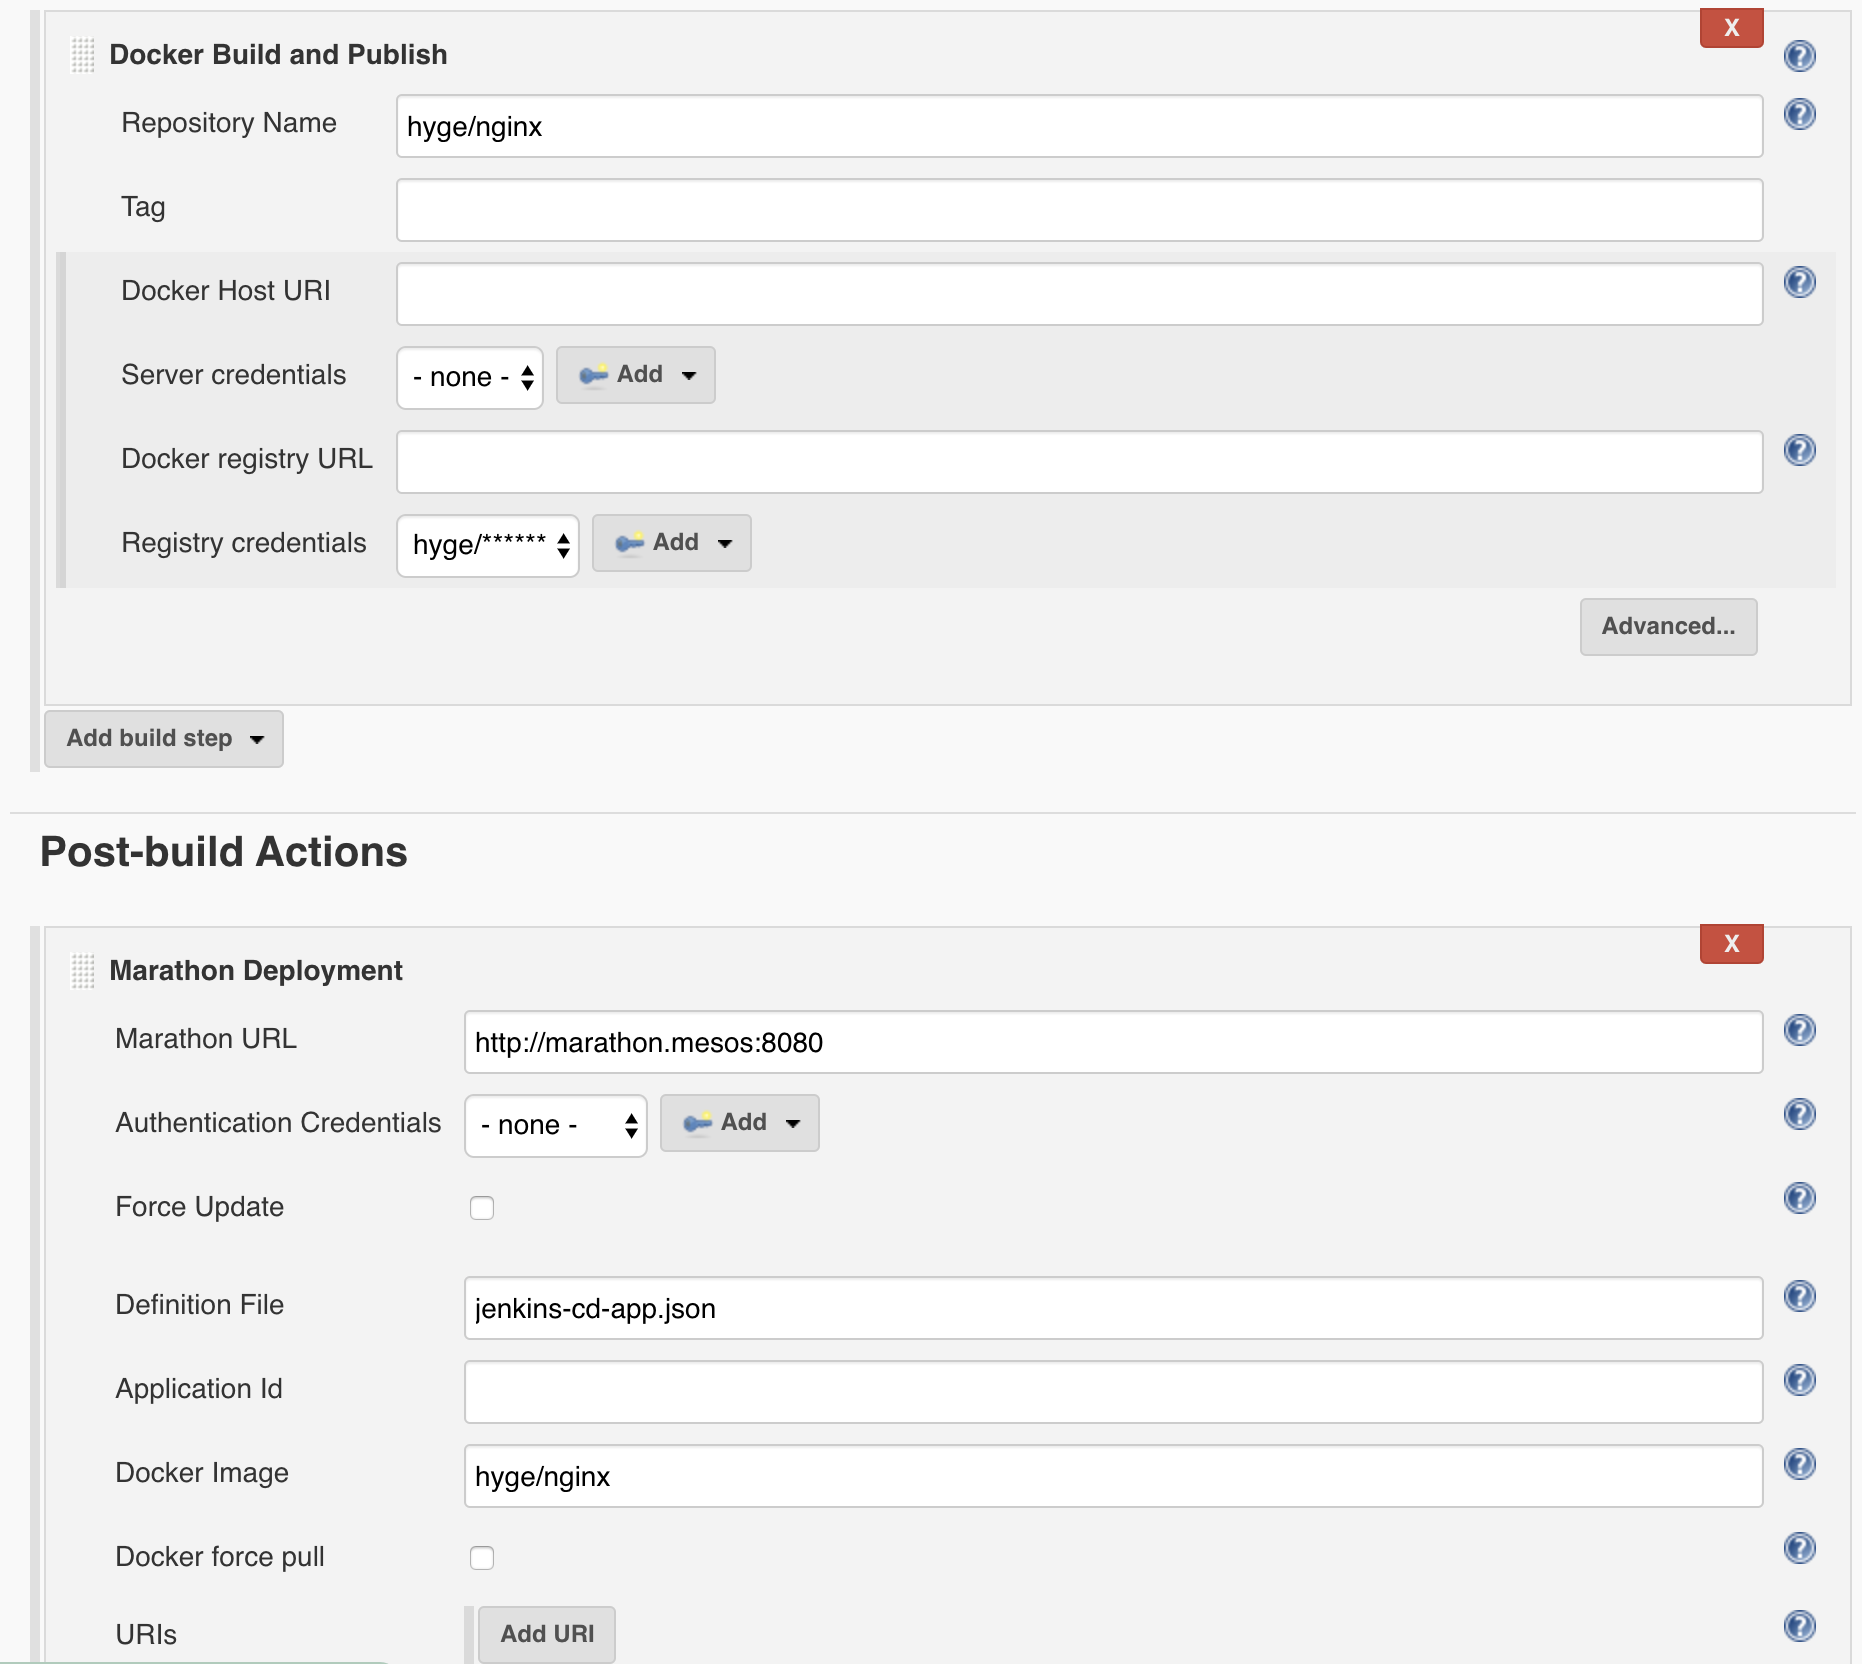 X
Docker Build and Publish
Repository Name hyge/nginx
Tag
Docker Host URI
Server credentials - none - Add
Docker registry URL
Registry credentials hyge/****** Add
Advanced...
Add build step
Post-build Actions
X
Marathon Deployment
Marathon URL http://marathon.mesos:8080
Authentication Credentials - none - Add
Force Update
Definition File jenkins-cd-app.json
Application Id
Docker Image hyge/nginx
Docker force pull
URIs Add URI